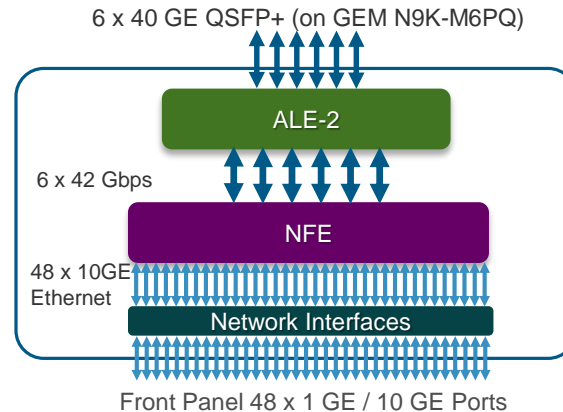 6 x 40 GE QSFP+ (on GEM N9K-M6PQ)
ALE-2
6 x 42 Gbps
NFE
48 x 10GE
Ethernet
Network Interfaces
Front Panel 48 x 1 GE / 10 GE Ports